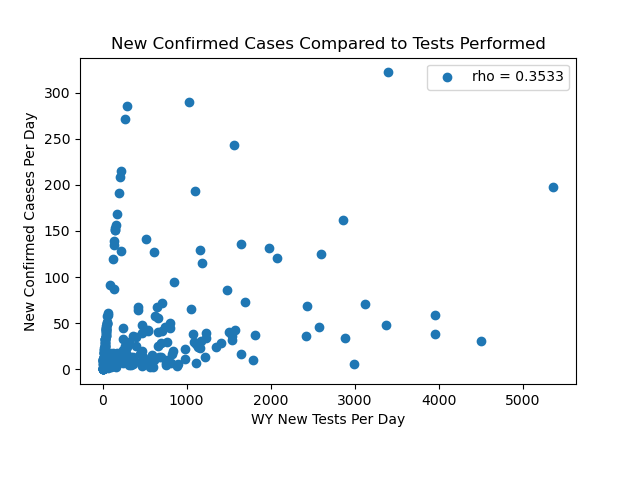 New Confirmed Cases Compared to Tests Performed
rho = 0.3533
New Confirmed Caeses Per Day
300
250
200
150
100
50
0
0 1000 2000 3000 4000 5000
WY New Tests Per Day